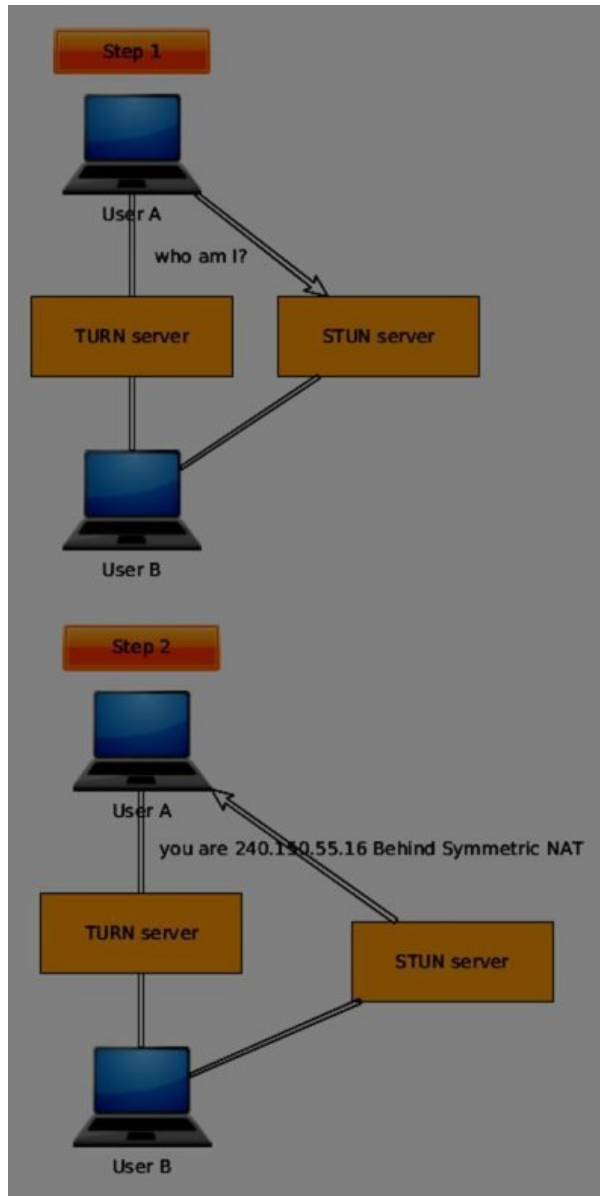 Step 1
User A
who am I?
TURN server
STUN server
User B
Step 2
User A
you are 240.150.55.16 Behind Symmetric NAT
TURN server
STUN server
User B